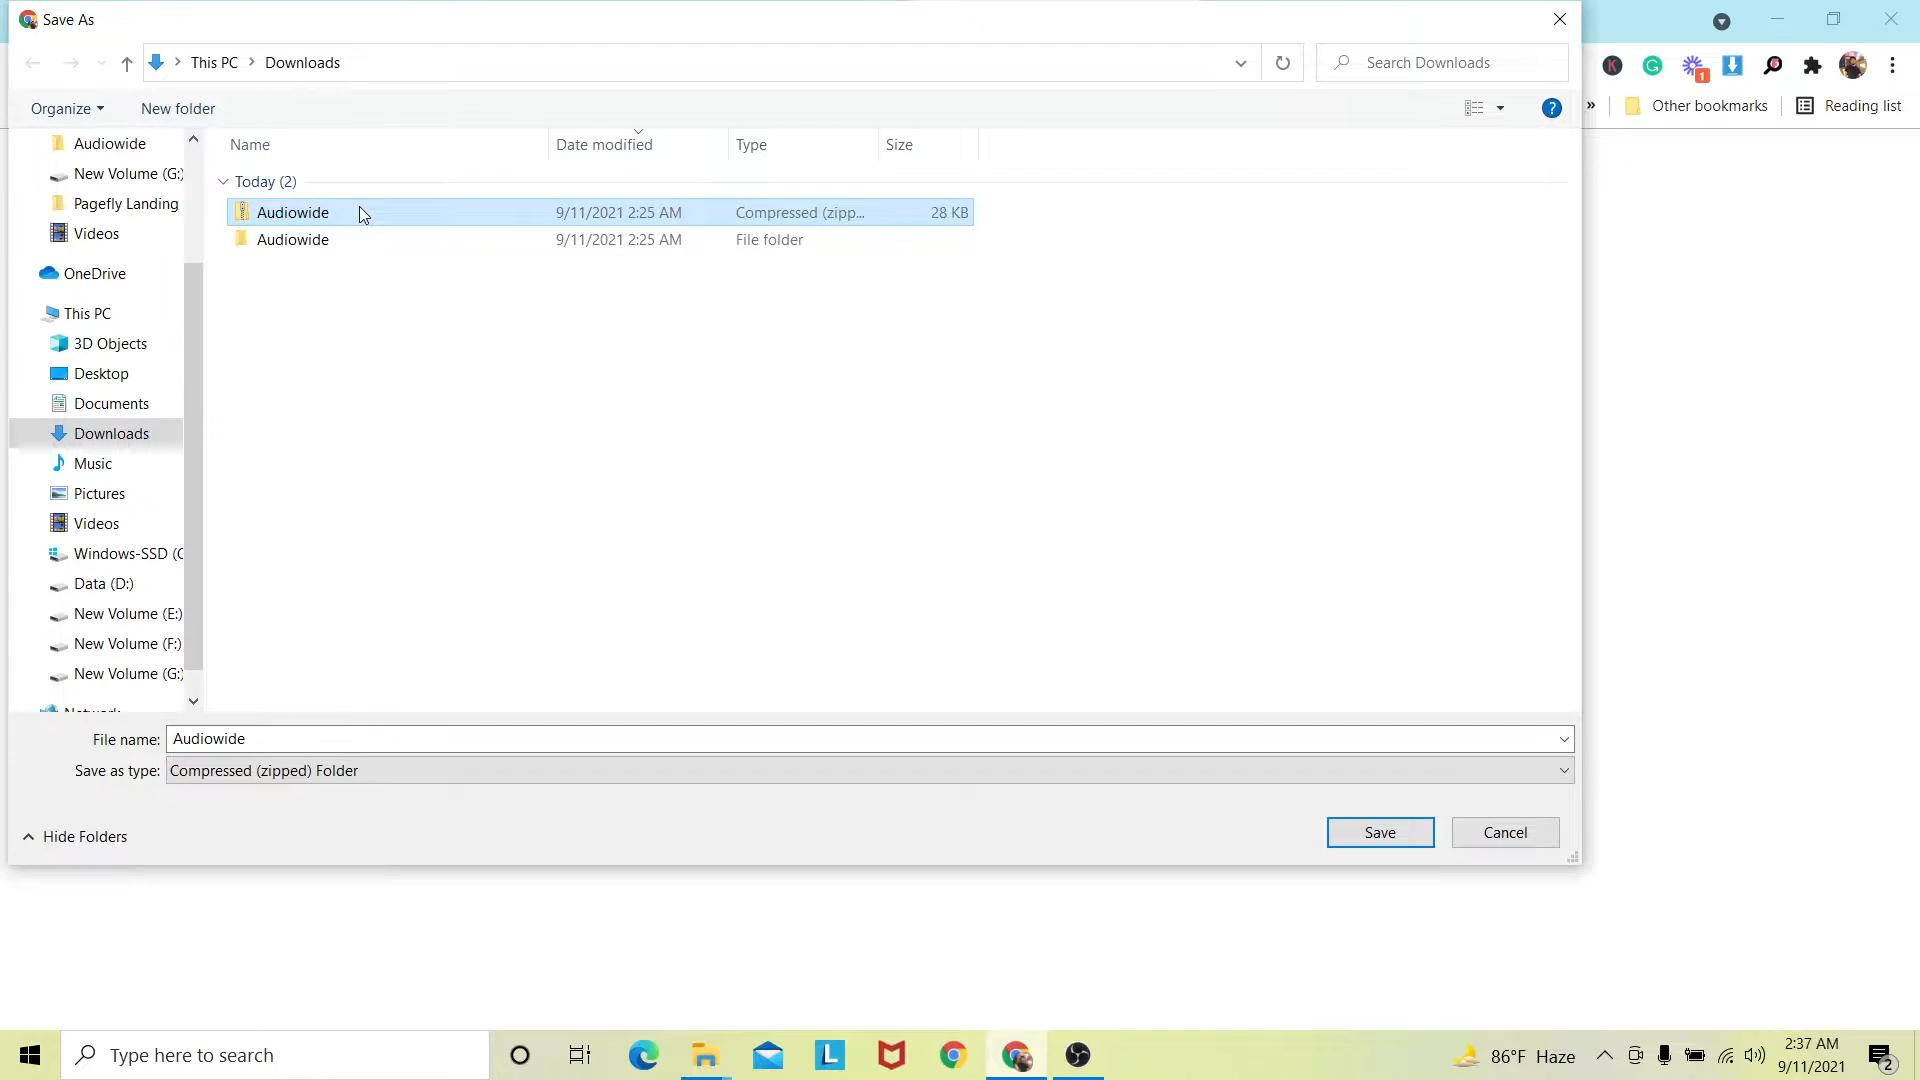 Save As
This PC
Downloads
Search Downloads
Organize
New folder
?
1
K
G
» Other bookmarks
Reading list
Audiowide
New Volume (G:)
Pagefly Landing
Videos
OneDrive
This PC
3D Objects
Desktop
Documents
Downloads
Music
Pictures
Videos
Windows-SSD (C
Data (D:)
New Volume (E:)
New Volume (F:)
New Volume (G:)
Name Date modified Type Size
Today (2)
Audiowide 9/11/2021 2:25 AM Compressed (zipp... 28 KB
Audiowide 9/11/2021 2:25 AM File folder
File name: Audiowide
Save as type: Compressed (zipped) Folder
Hide Folders
Save
Cancel
Type here to search
L
86°F Haze
2:37 AM
9/11/2021
2